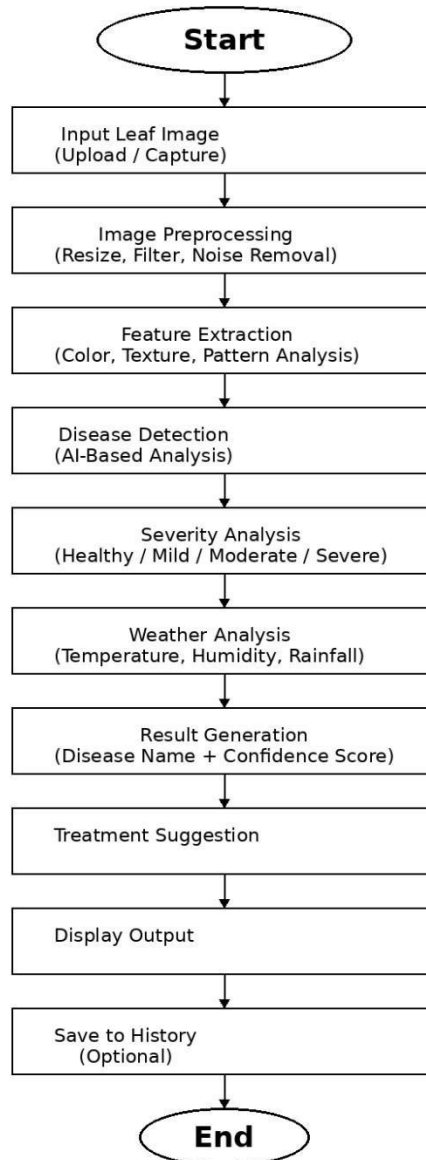 Start
Input Leaf Image
(Upload / Capture)
Image Preprocessing
(Resize, Filter, Noise Removal)
Feature Extraction
(Color, Texture, Pattern Analysis)
Disease Detection
(AI-Based Analysis)
Severity Analysis
(Healthy / Mild / Moderate / Severe)
Weather Analysis
(Temperature, Humidity, Rainfall)
Result Generation
(Disease Name + Confidence Score)
Treatment Suggestion
Display Output
Save to History
(Optional)
End